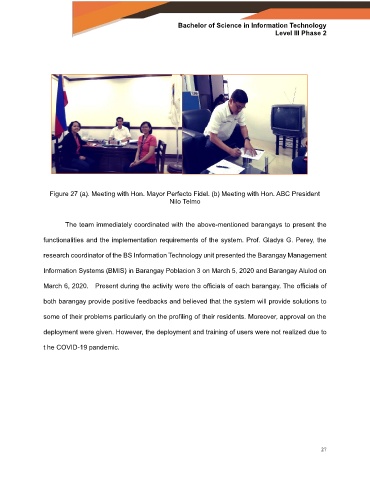 Bachelor of Science in Information Technology
Level III Phase 2
Figure 27 (a). Meeting with Hon. Mayor Perfecto Fidel. (b) Meeting with Hon. ABC President
Nilo Telmo
The team immediately coordinated with the above-mentioned barangays to present the
functionalities and the implementation requirements of the system. Prof. Gladys G. Perey, the
research coordinator of the BS Information Technology unit presented the Barangay Management
Information Systems (BMIS) in Barangay Poblacion 3 on March 5, 2020 and Barangay Alulod on
March 6, 2020. Present during the activity were the officials of each barangay. The officials of
both barangay provide positive feedbacks and believed that the system will provide solutions to
some of their problems particularly on the profiling of their residents. Moreover, approval on the
deployment were given. However, the deployment and training of users were not realized due to
t he COVID-19 pandemic.
27